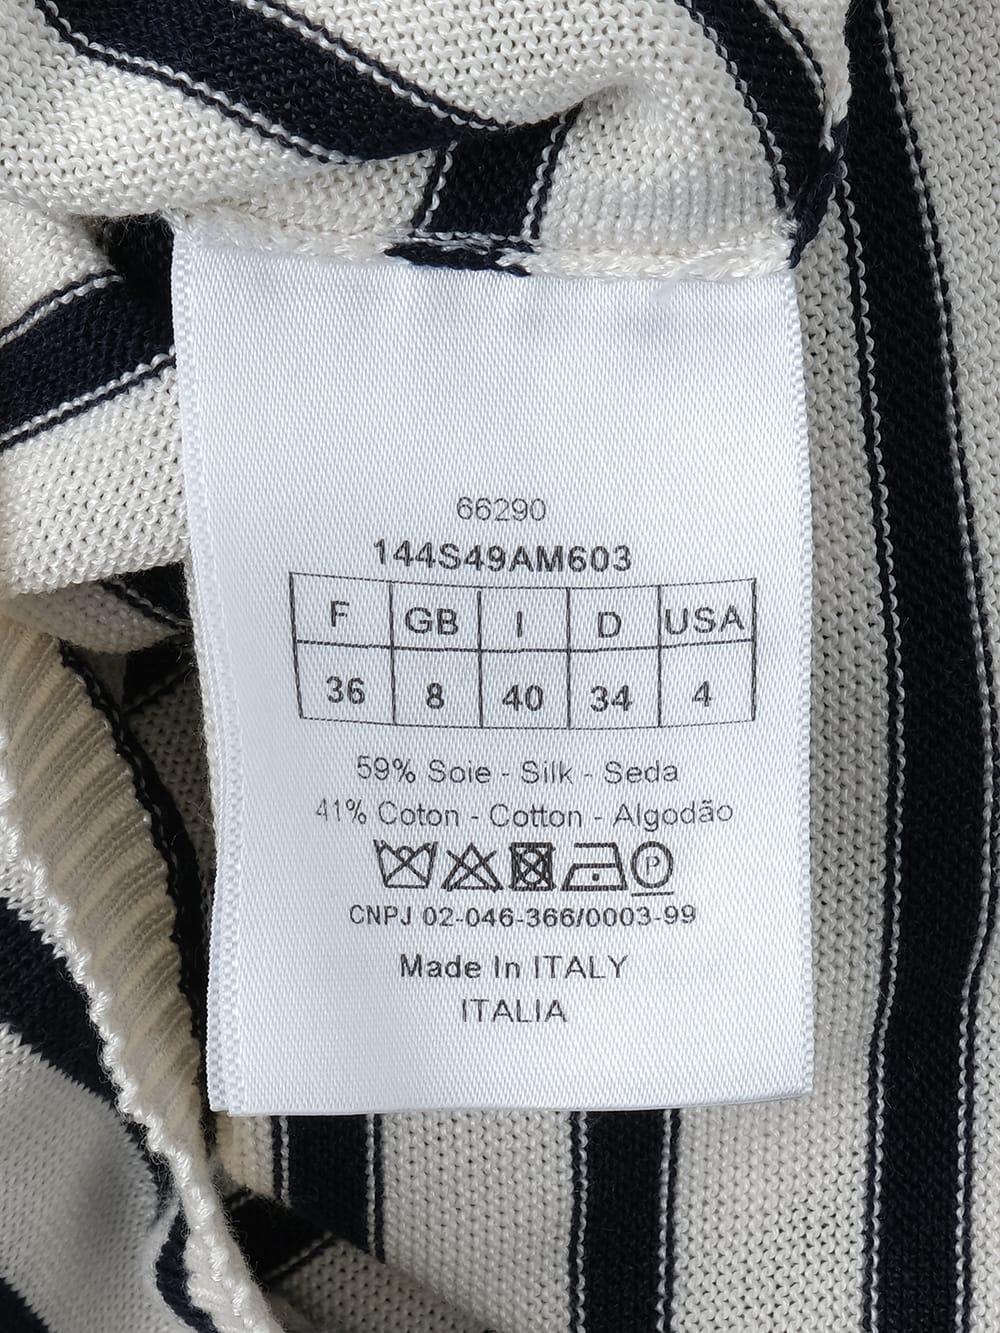 66290
144S49AM603
F GB I D USA
36 8 40 34 4
59% Soie - Silk - Seda
41% Coton - Cotton - Algodão
P
CNPJ 02-046-366/0003-99
Made In ITALY
ITALIA